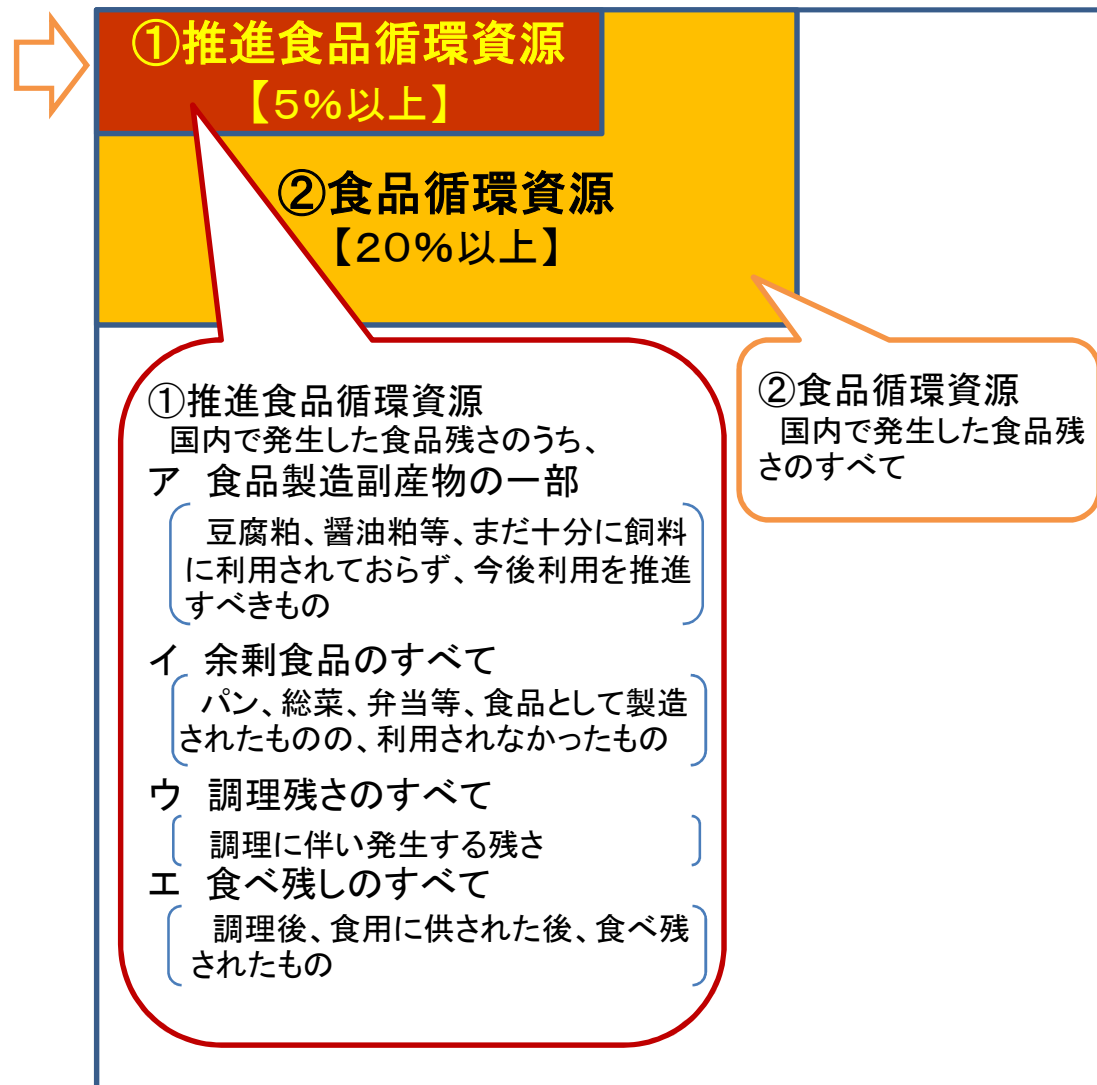 ①推進食品循環資源
【5%以上】
②食品循環資源
【20%以上】
①推進食品循環資源
国内で発生した食品残さのうち、
ア 食品製造副産物の一部
豆腐粕、醤油粕等、まだ十分に飼料
に利用されておらず、今後利用を推進
すべきもの
イ 余剰食品のすべて
パン、総菜、弁当等、食品として製造
されたものの、利用されなかったもの
ウ 調理残さのすべて
調理に伴い発生する残さ
エ 食べ残しのすべて
調理後、食用に供された後、食べ残
されたもの
②食品循環資源
国内で発生した食品残
さのすべて